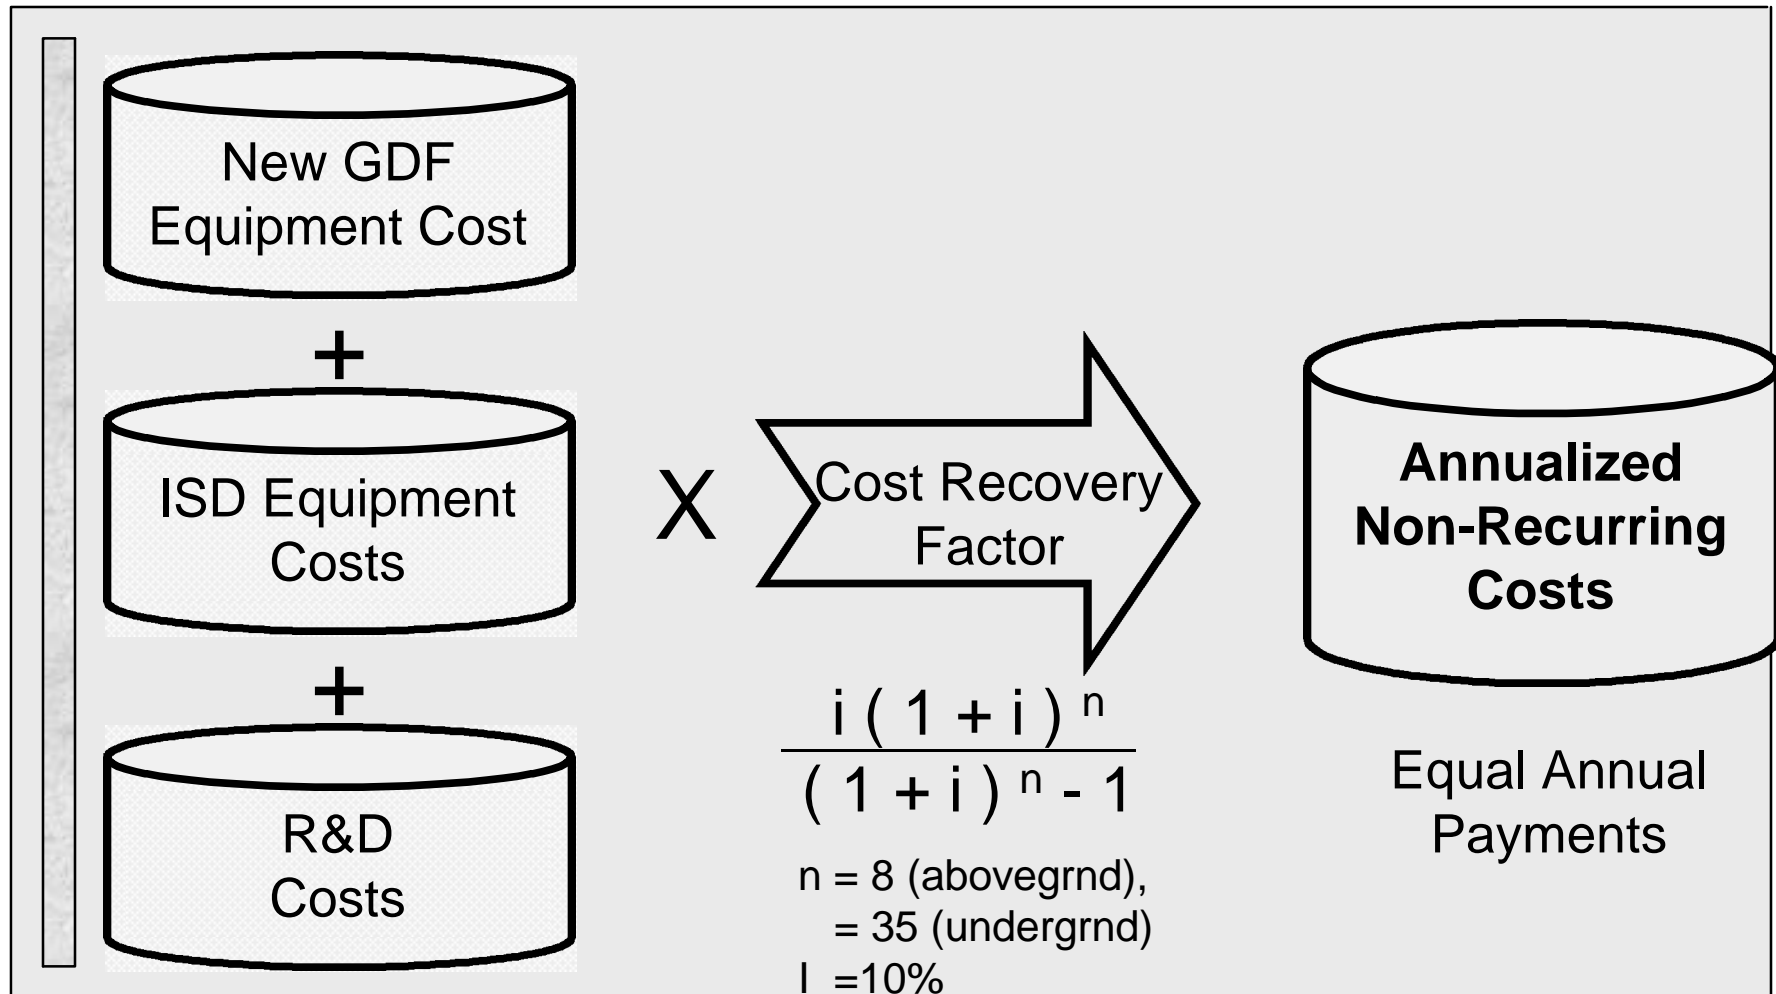 New GDF
Equipment Cost
+
ISD Equipment
Costs
+
R&D
Costs
X
Cost Recovery
Factor
i ( 1 + i ) n
( 1 + i ) n - 1
n = 8 (abovegrnd),
= 35 (undergrnd)
I =10%
Annualized
Non-Recurring
Costs
Equal Annual
Payments